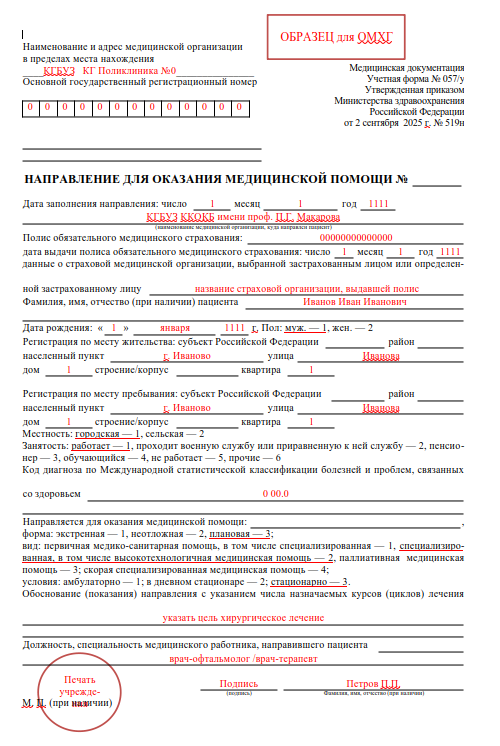 ОБРАЗЕЦ для ОМХГ
Наименование и адрес медицинской организации
в пределах места нахождения
КГБУЗ КГ Поликлиника №0
Основной государственный регистрационный номер
0 0 0 0 0 0 0 0 0 0 0 0 0
Медицинская документация
Учетная форма № 057/у
Утвержденная приказом
Министерства здравоохранения
Российской Федерации
от 2 сентября 2025 г. № 519н
НАПРАВЛЕНИЕ ДЛЯ ОКАЗАНИЯ МЕДИЦИНСКОЙ ПОМОЩИ №
Дата заполнения направления: число 1 месяц 1 год 1111
КГБУЗ ККОКБ имени проф. П.Г. Макарова
(наименование медицинской организации, куда направлен пациент)
Полис обязательного медицинского страхования: 00000000000000
дата выдачи полиса обязательного медицинского страхования: число 1 месяц 1 год 1111
данные о страховой медицинской организации, выбранной застрахованным лицом или определен-
ной застрахованному лицу название страховой организации, выдавшей полис
Фамилия, имя, отчество (при наличии) пациента Иванов Иван Иванович
Дата рождения: « 1 » января 1111 г. Пол: муж. — 1, жен. — 2
Регистрация по месту жительства: субъект Российской Федерации район
населенный пункт г. Иваново улица Иванова
дом 1 строение/корпус квартира 1
Регистрация по месту пребывания: субъект Российской Федерации район
населенный пункт г. Иваново улица Иванова
дом 1 строение/корпус квартира 1
Местность: городская — 1, сельская — 2
Занятость: работает — 1, проходит военную службу или приравненную к ней службу — 2, пенсио-
нер — 3, обучающийся — 4, не работает — 5, прочие — 6
Код диагноза по Международной статистической классификации болезней и проблем, связанных
со здоровьем 0 00.0
Направляется для оказания медицинской помощи: ,
форма: экстренная — 1, неотложная — 2, плановая — 3;
вид: первичная медико-санитарная помощь, в том числе специализированная — 1, специализиро-
ванная, в том числе высокотехнологичная медицинская помощь — 2, паллиативная медицинская
помощь — 3; скорая специализированная медицинская помощь — 4;
условия: амбулаторно — 1; в дневном стационаре — 2; стационарно — 3.
Обоснование (показания) направления с указанием числа назначаемых курсов (циклов) лечения
указать цель хирургическое лечение
Должность, специальность медицинского работника, направившего пациента
врач-офтальмолог /врач-терапевт
Печать
учрежде-
ния
Подпись Петров П.П.
(подпись) Фамилия, имя, отчество (при наличии)
М. П. (при наличии)